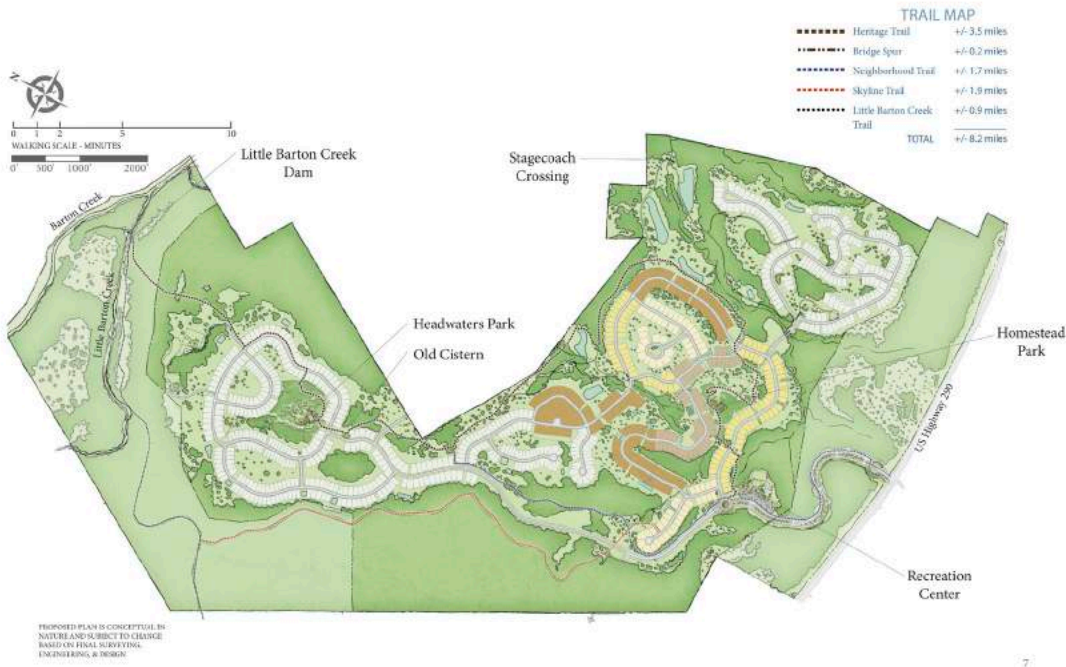 TRAIL MAP
Heritage Trail +/- 3.5 miles
Bridge Spur +/- 0.2 miles
Neighborhood Trail +/- 1.7 miles
Skyline Trail +/- 1.9 miles
Little Barton Creek +/- 0.9 miles
Trail
TOTAL +/- 8.2 miles
N
0 1 2 5 10
WALKING SCALE - MINUTES
0' 500' 1000' 2000'
Little Barton Creek
Dam
Stagecoach
Crossing
Barton Creek
Little Barton Creek
Headwaters Park
Old Cistern
Homestead
Park
US Highway 290
Recreation
Center
PROPOSED PLAN IS CONCEPTUAL IN
NATURE AND SUBJECT TO CHANGE
BASED ON FINAL SURVEYING,
ENGINEERING, & DESIGN
7